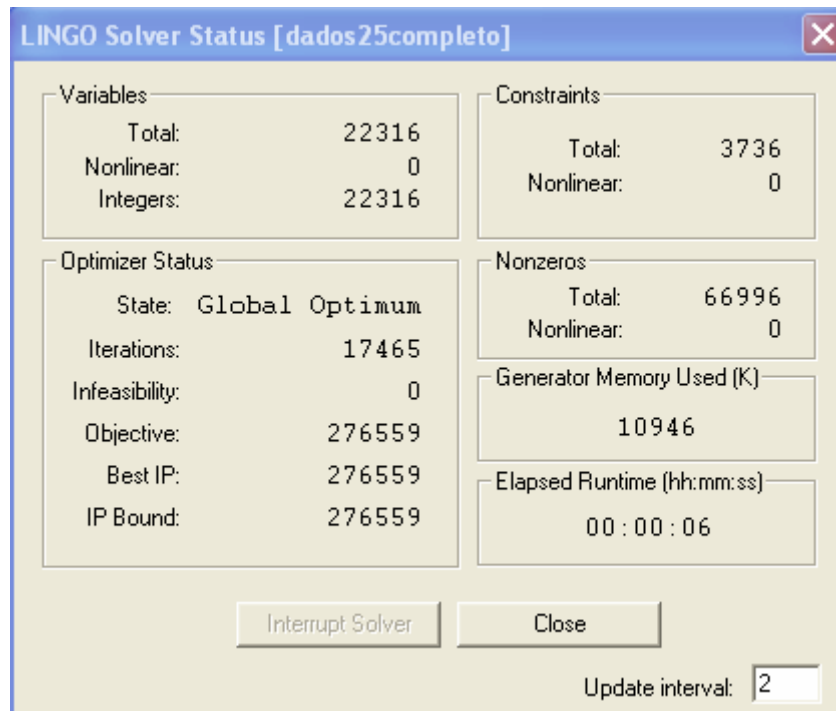 LINGO Solver Status [dados25completo]
Variables
Total: 22316
Nonlinear: 0
Integers: 22316
Constraints
Total: 3736
Nonlinear: 0
Optimizer Status
State: Global Optimum
Iterations: 17465
Infeasibility: 0
Objective: 276559
Best IP: 276559
IP Bound: 276559
Nonzeros
Total: 66996
Nonlinear: 0
Generator Memory Used (K)
10946
Elapsed Runtime (hh:mm:ss)
00:00:06
Interrupt Solver
Close
Update interval: 2